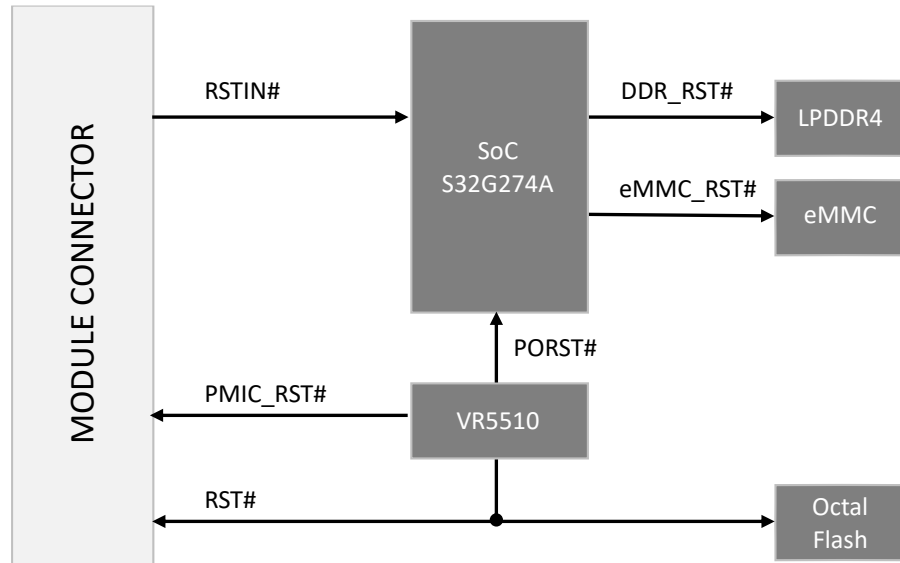 MODULE CONNECTOR
RSTIN#
SoC
S32G274A
DDR_RST#
LPDDR4
eMMC_RST#
eMMC
PORST#
PMIC_RST#
VR5510
RST#
Octal
Flash